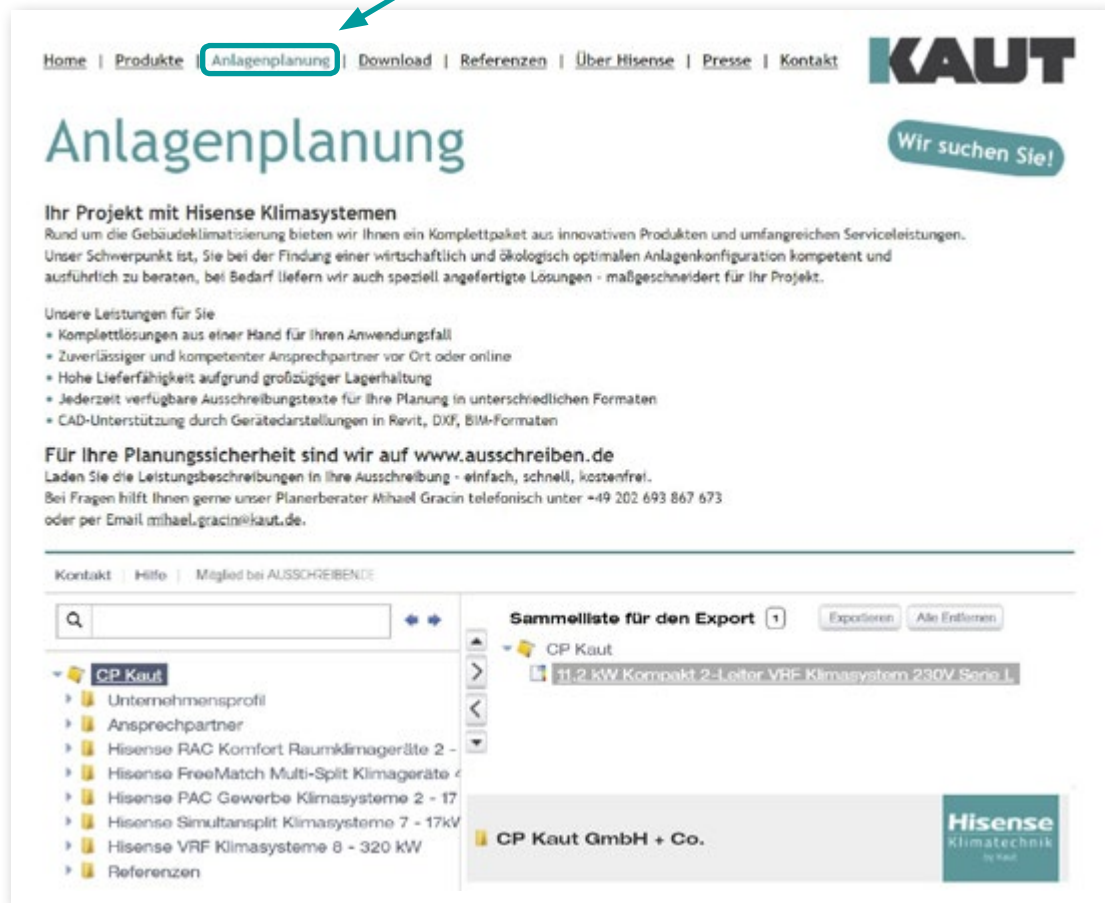 Home | Produkte | Anlagenplanung | Download | Referenzen | Über Hisense | Presse | Kontakt
KAUT
Anlagenplanung
Wir suchen Sie!
Ihr Projekt mit Hisense Klimasystemen
Rund um die Gebäudeklimatisierung bieten wir Ihnen ein Komplettpaket aus innovativen Produkten und umfangreichen Serviceleistungen.
Unser Schwerpunkt ist, Sie bei der Findung einer wirtschaftlich und ökologisch optimalen Anlagenkonfiguration kompetent und
ausführlich zu beraten, bei Bedarf liefern wir auch speziell angefertigte Lösungen - maßgeschneidert für Ihr Projekt.
Unsere Leistungen für Sie
• Komplettlösungen aus einer Hand für Ihren Anwendungsfall
• Zuverlässiger und kompetenter Ansprechpartner vor Ort oder online
• Hohe Lieferfähigkeit aufgrund großzügiger Lagerhaltung
• Jederzeit verfügbare Ausschreibungstexte für Ihre Planung in unterschiedlichen Formaten
• CAD-Unterstützung durch Gerätedarstellungen in Revit, DXF, BIM-Formaten
Für Ihre Planungssicherheit sind wir auf www.ausschreiben.de
Laden Sie die Leistungsbeschreibungen in Ihre Ausschreibung - einfach, schnell, kostenfrei.
Bei Fragen hilft Ihnen gerne unser Planerberater Mihael Gracin telefonisch unter +49 202 693 867 673
oder per Email mihael.gracin@kaut.de.
Kontakt | Hilfe | Mitglied bei AUSSCHREIBEN.DE
Sammelliste für den Export 1 Exportieren Alle Entfernen
CP Kaut
11,2 kW Kompakt 2-Leiter VRF Klimasystem 230V Serie L
CP Kaut
Unternehmensprofil
Ansprechpartner
Hisense RAC Komfort Raumklimageräte 2 -
Hisense FreeMatch Multi-Split Klimageräte 4
Hisense PAC Gewerbe Klimasysteme 2 - 17
Hisense Simultansplit Klimasysteme 7 - 17kW
Hisense VRF Klimasysteme 8 - 320 kW
Referenzen
CP Kaut GmbH + Co.
Hisense
Klimatechnik
by Kaut